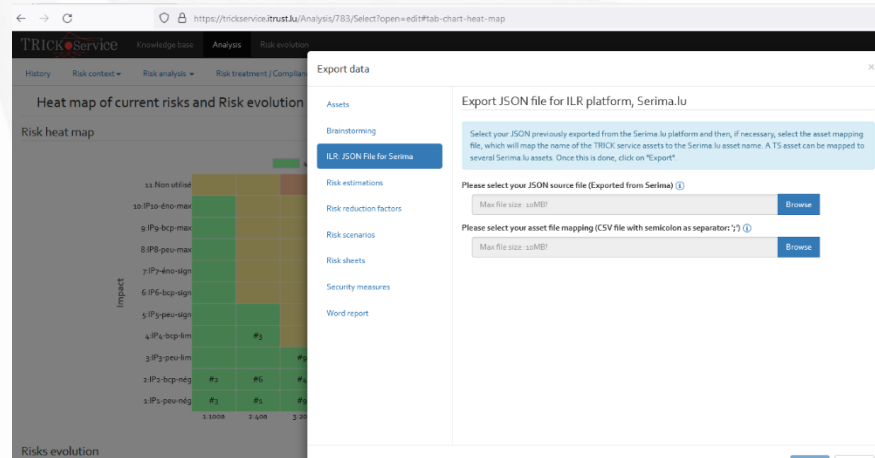 https://trickservice.itrust.lu/Analysis/783/Select?open=edit#tab-chart-heat-map
TRICK Service
Knowledge base
Analysis
Risk evolution
History
Risk context
Risk analysis
Risk treatment / Complian
Heat map of current risks and Risk evolution
Risk heat map
11:Non utilisé
10:IP10-éno-max
9:IP9-bcp-max
8:IP8-peu-max
7:IP7-éno-sign
6:IP6-bcp-sign
5:IP5-peu-sign
4:IP4-bcp-lim
#5
3:IP3-peu-lim
2:IP2-bcp-nég
#2
#6
1:IP1-peu-nég
#3
#1
Impact
Risks evolution
Export data
×
Assets
Brainstorming
ILR: JSON File for Serima
Risk estimations
Risk reduction factors
Risk scenarios
Risk sheets
Security measures
Word report
Export JSON file for ILR platform, Serima.lu
Select your JSON previously exported from the Serima.lu platform and then, if necessary, select the asset mapping
file, which will map the name of the TRICK service assets to the Serima.lu asset name. A TS asset can be mapped to
several Serima.lu assets. Once this is done, click on "Export".
Please select your JSON source file (Exported from Serima)
Max file size: 10MB!
Browse
Please select your asset file mapping (CSV file with semicolon as separator: ';')
Max file size: 10MB!
Browse